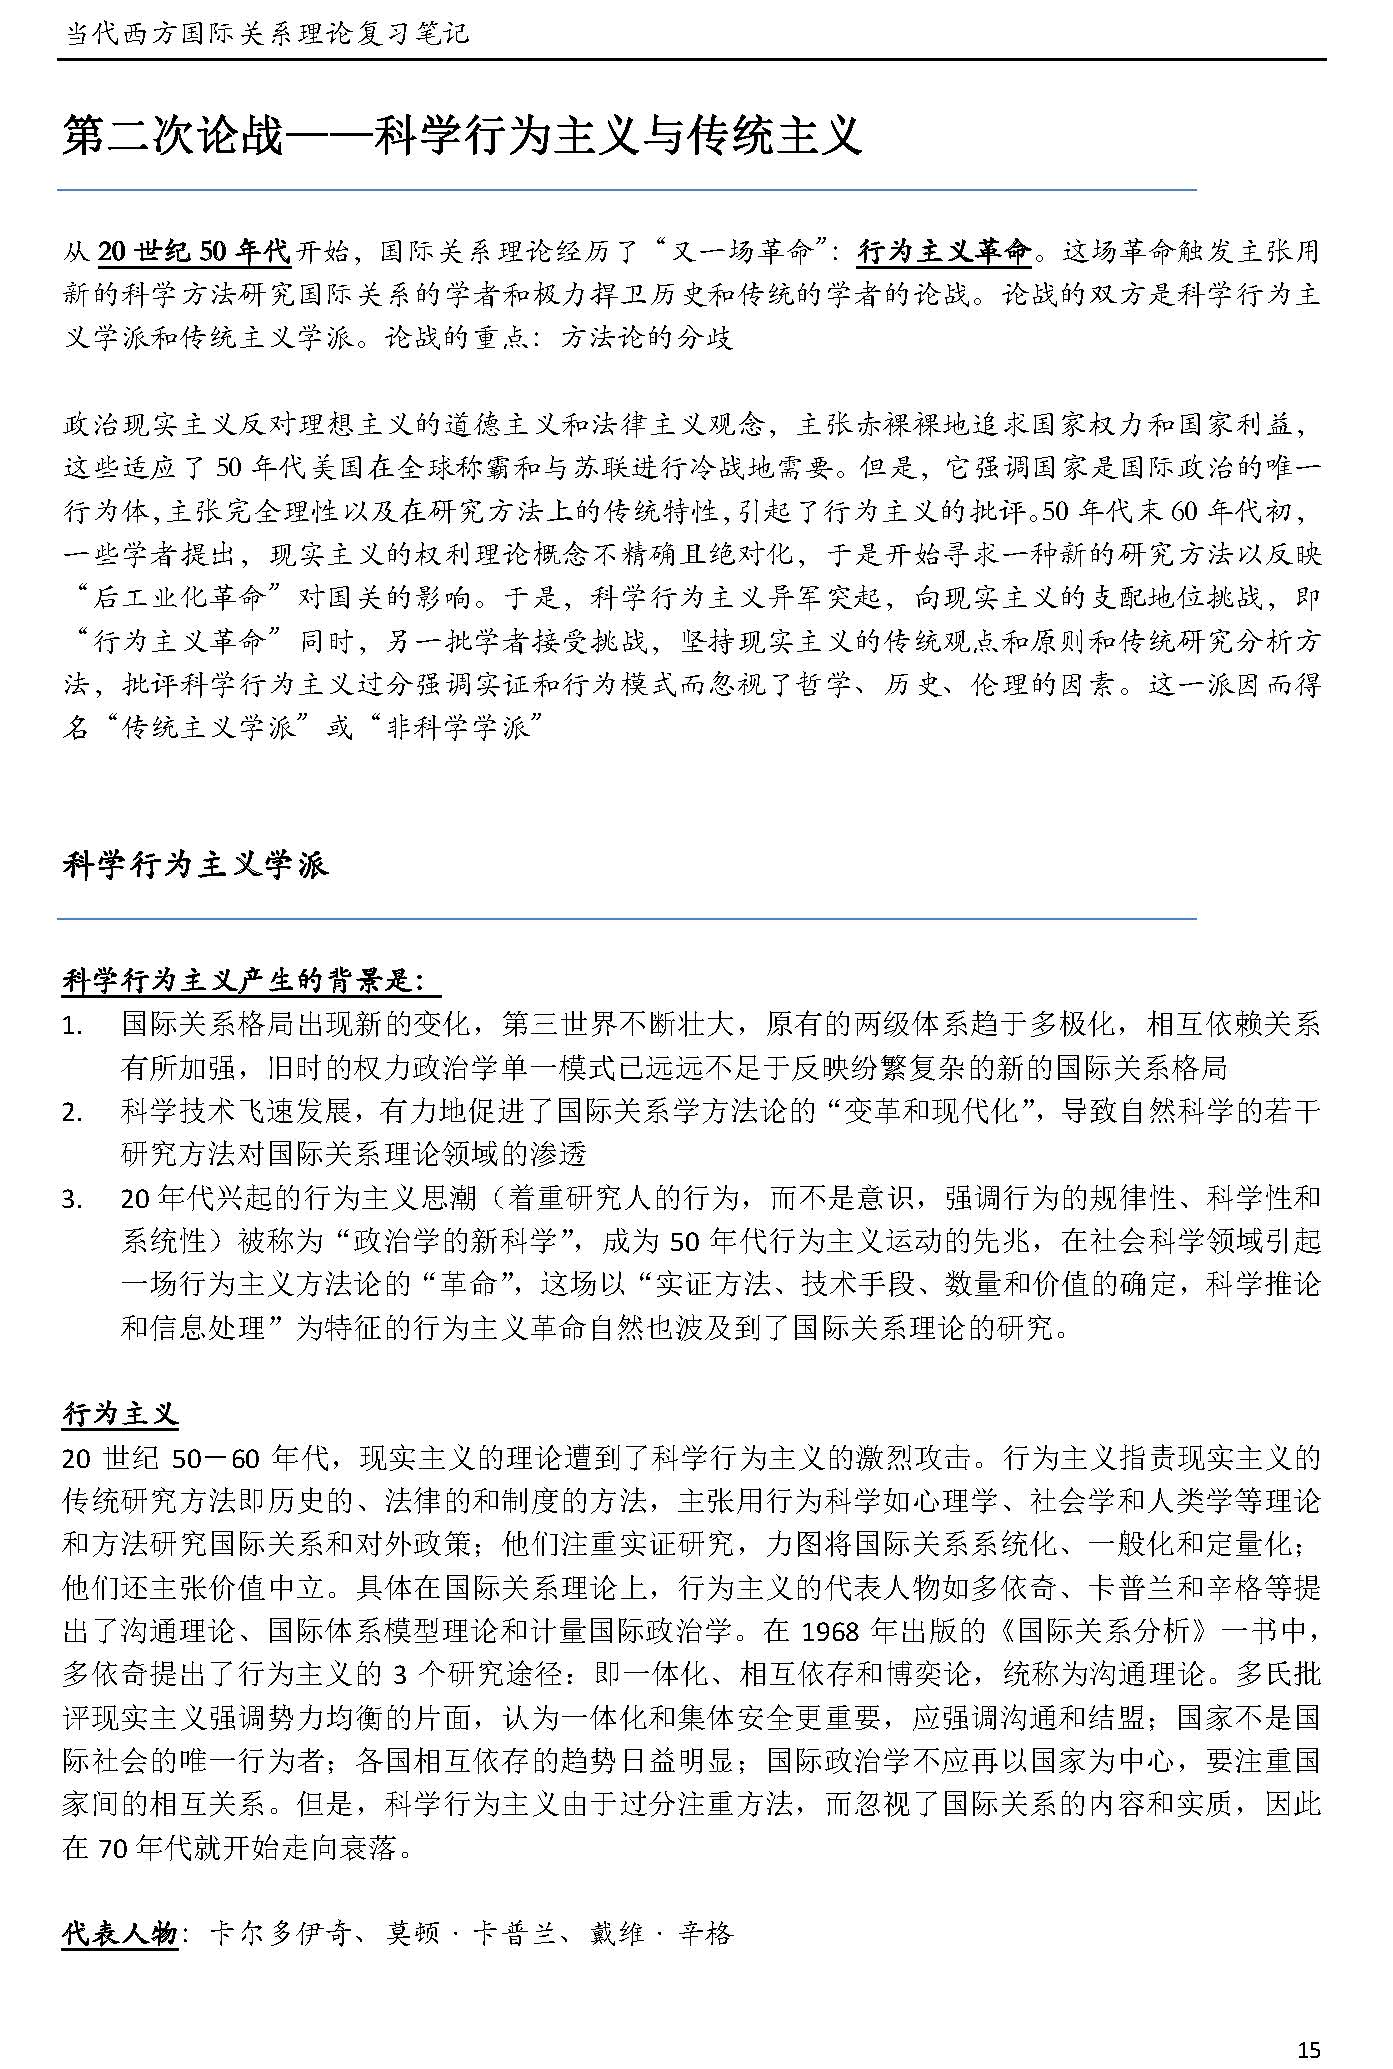 当代西方国际关系理论复习笔记
第二次论战——科学行为主义与传统主义
从 20 世纪 50 年代开始，国际关系理论经历了“又一场革命”：行为主义革命。这场革命触发主张用
新的科学方法研究国际关系的学者和极力捍卫历史和传统的学者的论战。论战的双方是科学行为主
义学派和传统主义学派。论战的重点：方法论的分歧
政治现实主义反对理想主义的道德主义和法律主义观念，主张赤裸裸地追求国家权力和国家利益，
这些适应了 50 年代美国在全球称霸和与苏联进行冷战地需要。但是，它强调国家是国际政治的唯一
行为体，主张完全理性以及在研究方法上的传统特性，引起了行为主义的批评。50 年代末 60 年代初，
一些学者提出，现实主义的权利理论概念不精确且绝对化，于是开始寻求一种新的研究方法以反映
“后工业化革命”对国关的影响。于是，科学行为主义异军突起，向现实主义的支配地位挑战，即
“行为主义革命”同时，另一批学者接受挑战，坚持现实主义的传统观点和原则和传统研究分析方
法，批评科学行为主义过分强调实证和行为模式而忽视了哲学、历史、伦理的因素。这一派因而得
名“传统主义学派”或“非科学学派”
科学行为主义学派
科学行为主义产生的背景是：
1. 国际关系格局出现新的变化，第三世界不断壮大，原有的两级体系趋于多极化，相互依赖关系
有所加强，旧时的权力政治学单一模式已远远不足于反映纷繁复杂的新的国际关系格局
2. 科学技术飞速发展，有力地促进了国际关系学方法论的“变革和现代化”，导致自然科学的若干
研究方法对国际关系理论领域的渗透
3. 20 年代兴起的行为主义思潮（着重研究人的行为，而不是意识，强调行为的规律性、科学性和
系统性）被称为“政治学的新科学”，成为 50 年代行为主义运动的先兆，在社会科学领域引起
一场行为主义方法论的“革命”，这场以“实证方法、技术手段、数量和价值的确定，科学推论
和信息处理”为特征的行为主义革命自然也波及到了国际关系理论的研究。
行为主义
20 世纪 50－60 年代，现实主义的理论遭到了科学行为主义的激烈攻击。行为主义指责现实主义的
传统研究方法即历史的、法律的和制度的方法，主张用行为科学如心理学、社会学和人类学等理论
和方法研究国际关系和对外政策；他们注重实证研究，力图将国际关系系统化、一般化和定量化；
他们还主张价值中立。具体在国际关系理论上，行为主义的代表人物如多依奇、卡普兰和辛格等提
出了沟通理论、国际体系模型理论和计量国际政治学。在 1968 年出版的《国际关系分析》一书中，
多依奇提出了行为主义的 3 个研究途径：即一体化、相互依存和博奕论，统称为沟通理论。多氏批
评现实主义强调势力均衡的片面，认为一体化和集体安全更重要，应强调沟通和结盟；国家不是国
际社会的唯一行为者；各国相互依存的趋势日益明显；国际政治学不应再以国家为中心，要注重国
家间的相互关系。但是，科学行为主义由于过分注重方法，而忽视了国际关系的内容和实质，因此
在 70 年代就开始走向衰落。
代表人物：卡尔多伊奇、莫顿·卡普兰、戴维·辛格
15